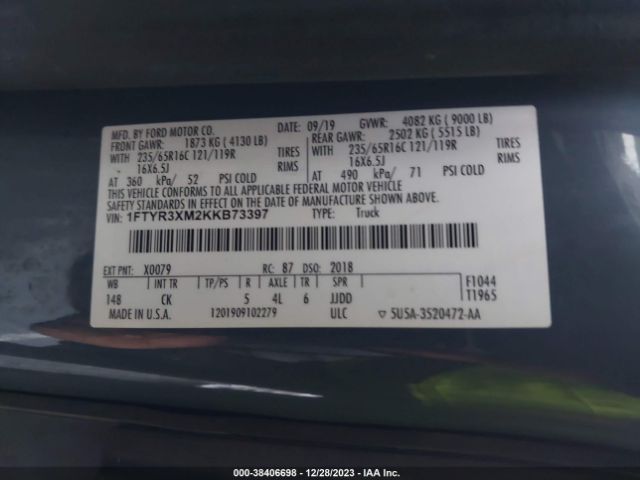 MFD. BY FORD MOTOR CO. DATE: 09/19 GVWR: 4082 KG ( 9000 LB)
FRONT GAWR: 1873 KG ( 4130 LB) REAR GAWR: 2502 KG ( 5515 LB)
WITH 235/65R16C 121/119R TIRES WITH 235/65R16C 121/119R TIRES
16X6.5J RIMS 16X6.5J RIMS
AT 360 kPa/ 52 PSI COLD AT 490 kPa/ 71 PSI COLD
THIS VEHICLE CONFORMS TO ALL APPLICABLE FEDERAL MOTOR VEHICLE
SAFETY STANDARDS IN EFFECT ON THE DATE OF MANUFACTURE SHOWN ABOVE.
VIN: 1FTYR3XM2KKB73397 TYPE: Truck
EXT PNT: X0079 RC: 87 DSO: 2018
WB INT TR TP/PS R AXLE TR SPR F1044
148 CK 5 4L 6 JJDD T1965
MADE IN U.S.A. 1201909102279 ULC ▽ 5USA-3520472-AA
000-38406698 - 12/28/2023 - IAA Inc.